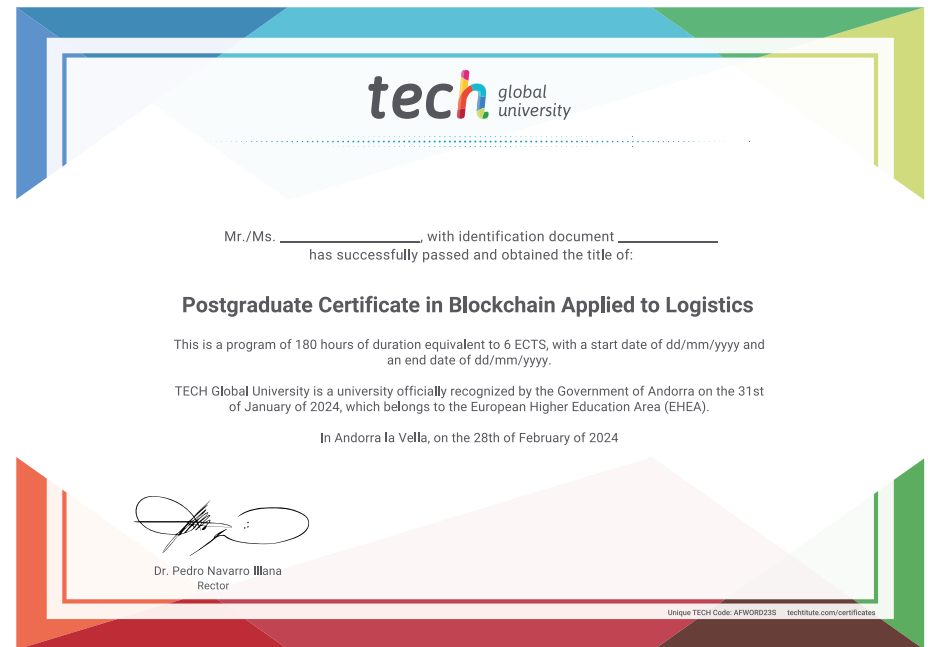 tech global
university
Mr./Ms. ____________, with identification document ____________
has successfully passed and obtained the title of:
Postgraduate Certificate in Blockchain Applied to Logistics
This is a program of 180 hours of duration equivalent to 6 ECTS, with a start date of dd/mm/yyyy and
an end date of dd/mm/yyyy.
TECH Global University is a university officially recognized by the Government of Andorra on the 31st
of January of 2024, which belongs to the European Higher Education Area (EHEA).
In Andorra la Vella, on the 28th of February of 2024
Dr. Pedro Navarro Illana
Rector
Unique TECH Code: AFWORD23S techtitute.com/certificates